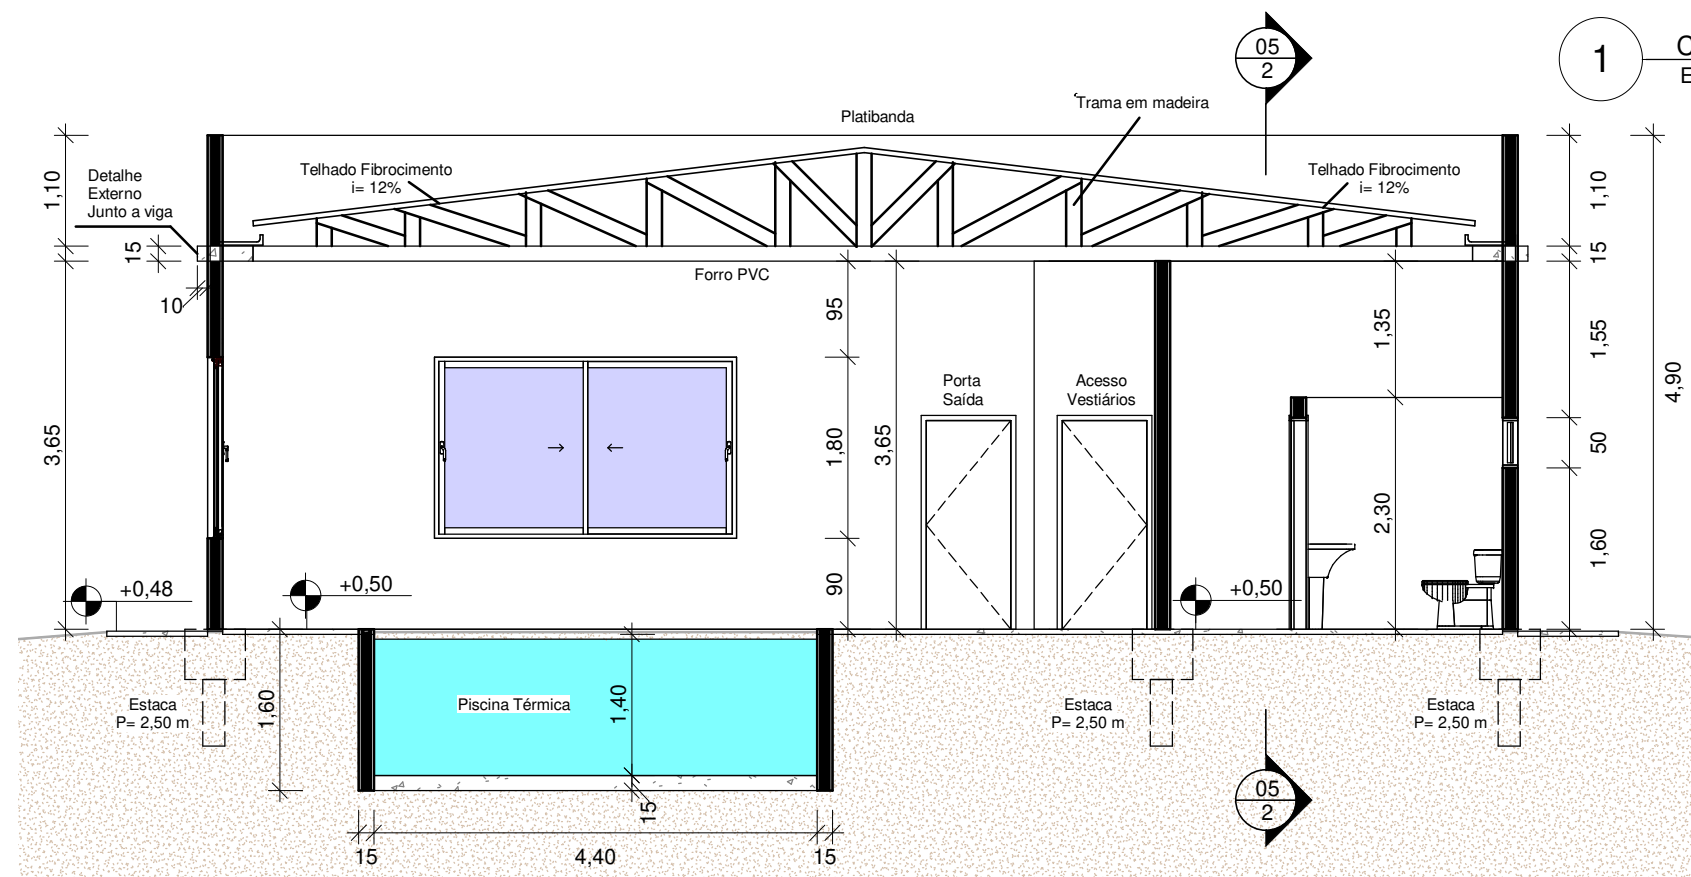 05
2
1
C
E
Trama em madeira
Platibanda
Detalhe
Externo
Junto a viga
Telhado Fibrocimento
i= 12%
Telhado Fibrocimento
i= 12%
1,10
15
10
3,65
Forro PVC
95
1,80
90
3,65
Porta
Saída
Acesso
Vestiários
1,35
2,30
1,10
15
1,55
50
1,60
4,90
+0,48
+0,50
+0,50
Estaca
P= 2,50 m
1,60
Piscina Térmica
1,40
15
Estaca
P= 2,50 m
Estaca
P= 2,50 m
05
2
15
4,40
15